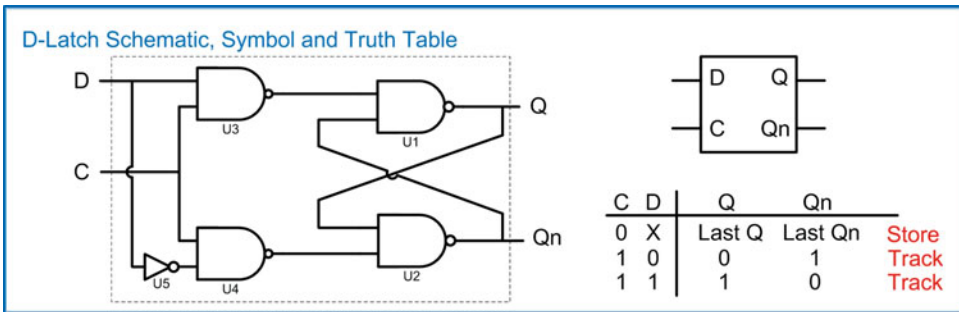 D-Latch Schematic, Symbol and Truth Table
D
C
U3
U5
U4
U1
U2
Q
Qn
D Q
C Qn
C D Q Qn
0 X Last Q Last Qn Store
1 0 0 1 Track
1 1 1 0 Track